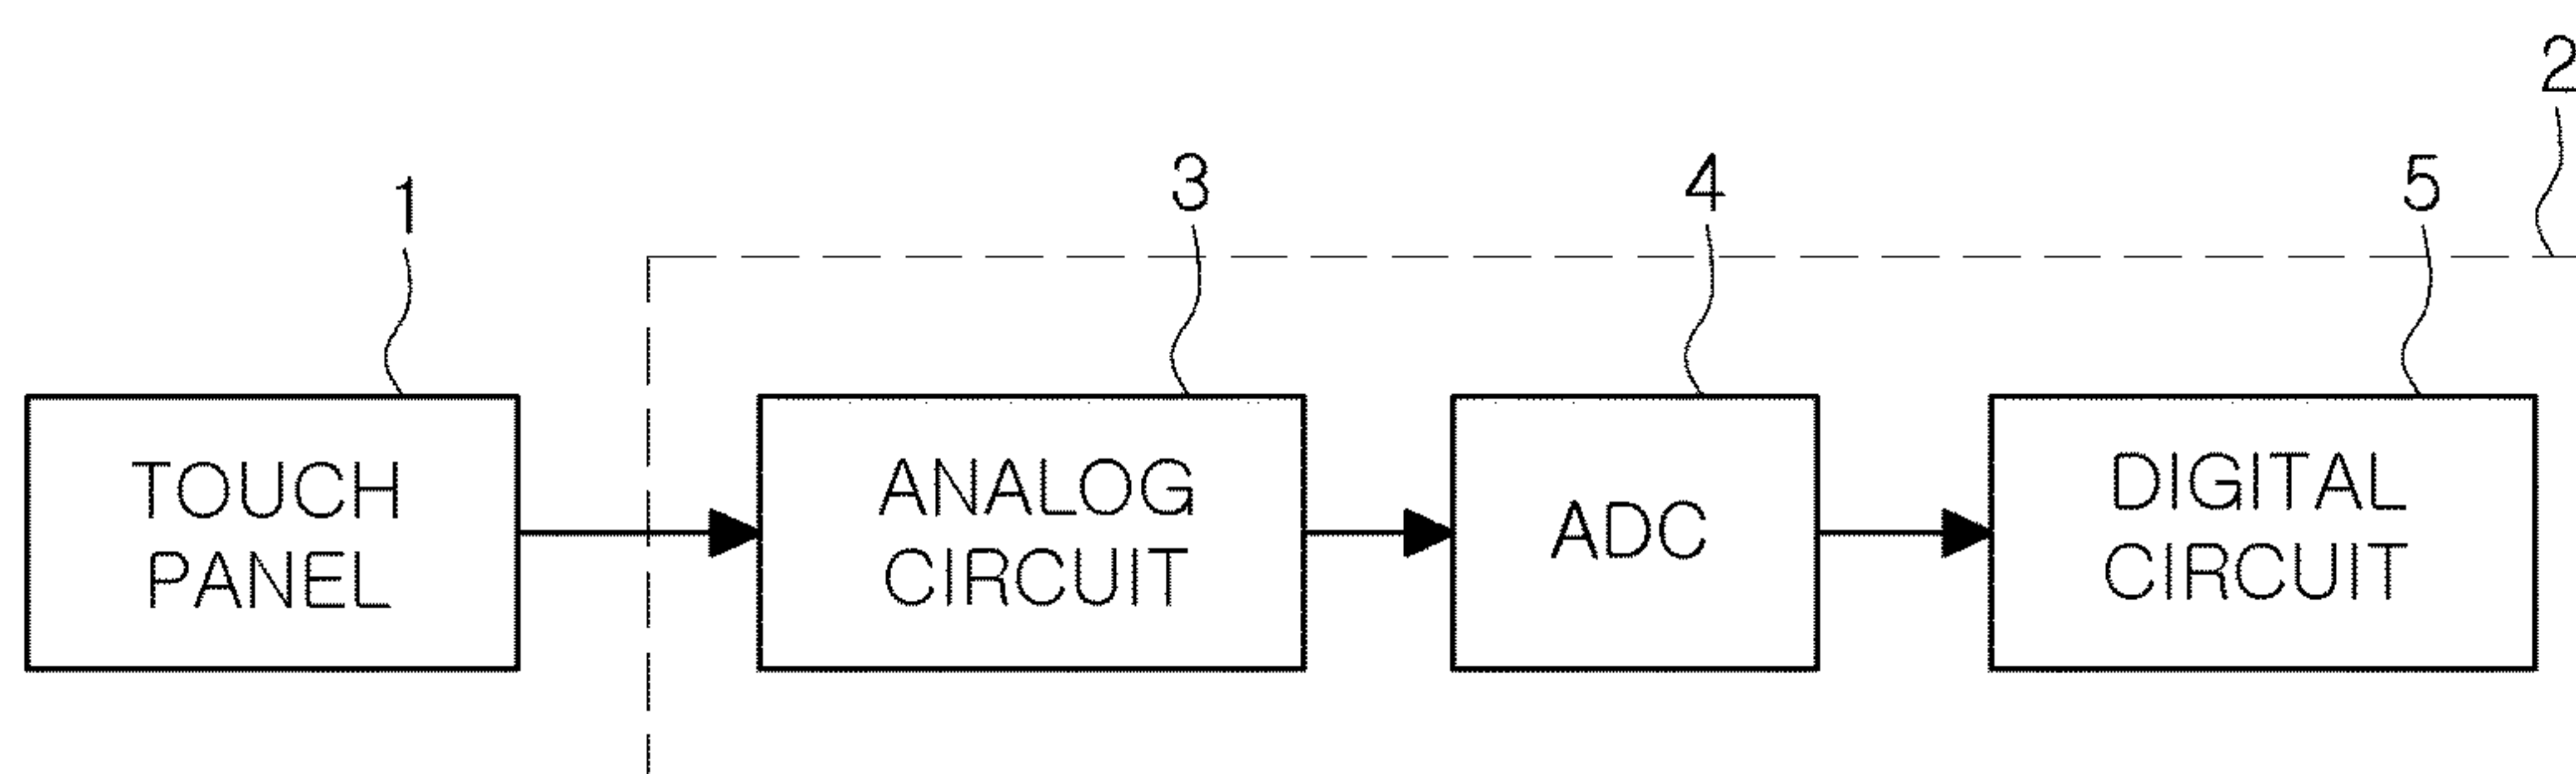 2
1
3
4
5
TOUCH
PANEL
ANALOG
CIRCUIT
ADC
DIGITAL
CIRCUIT